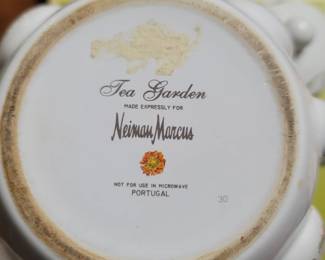 Tea Garden
MADE EXPRESSLY FOR
Neiman Marcus
NOT FOR USE IN MICROWAVE
PORTUGAL
30